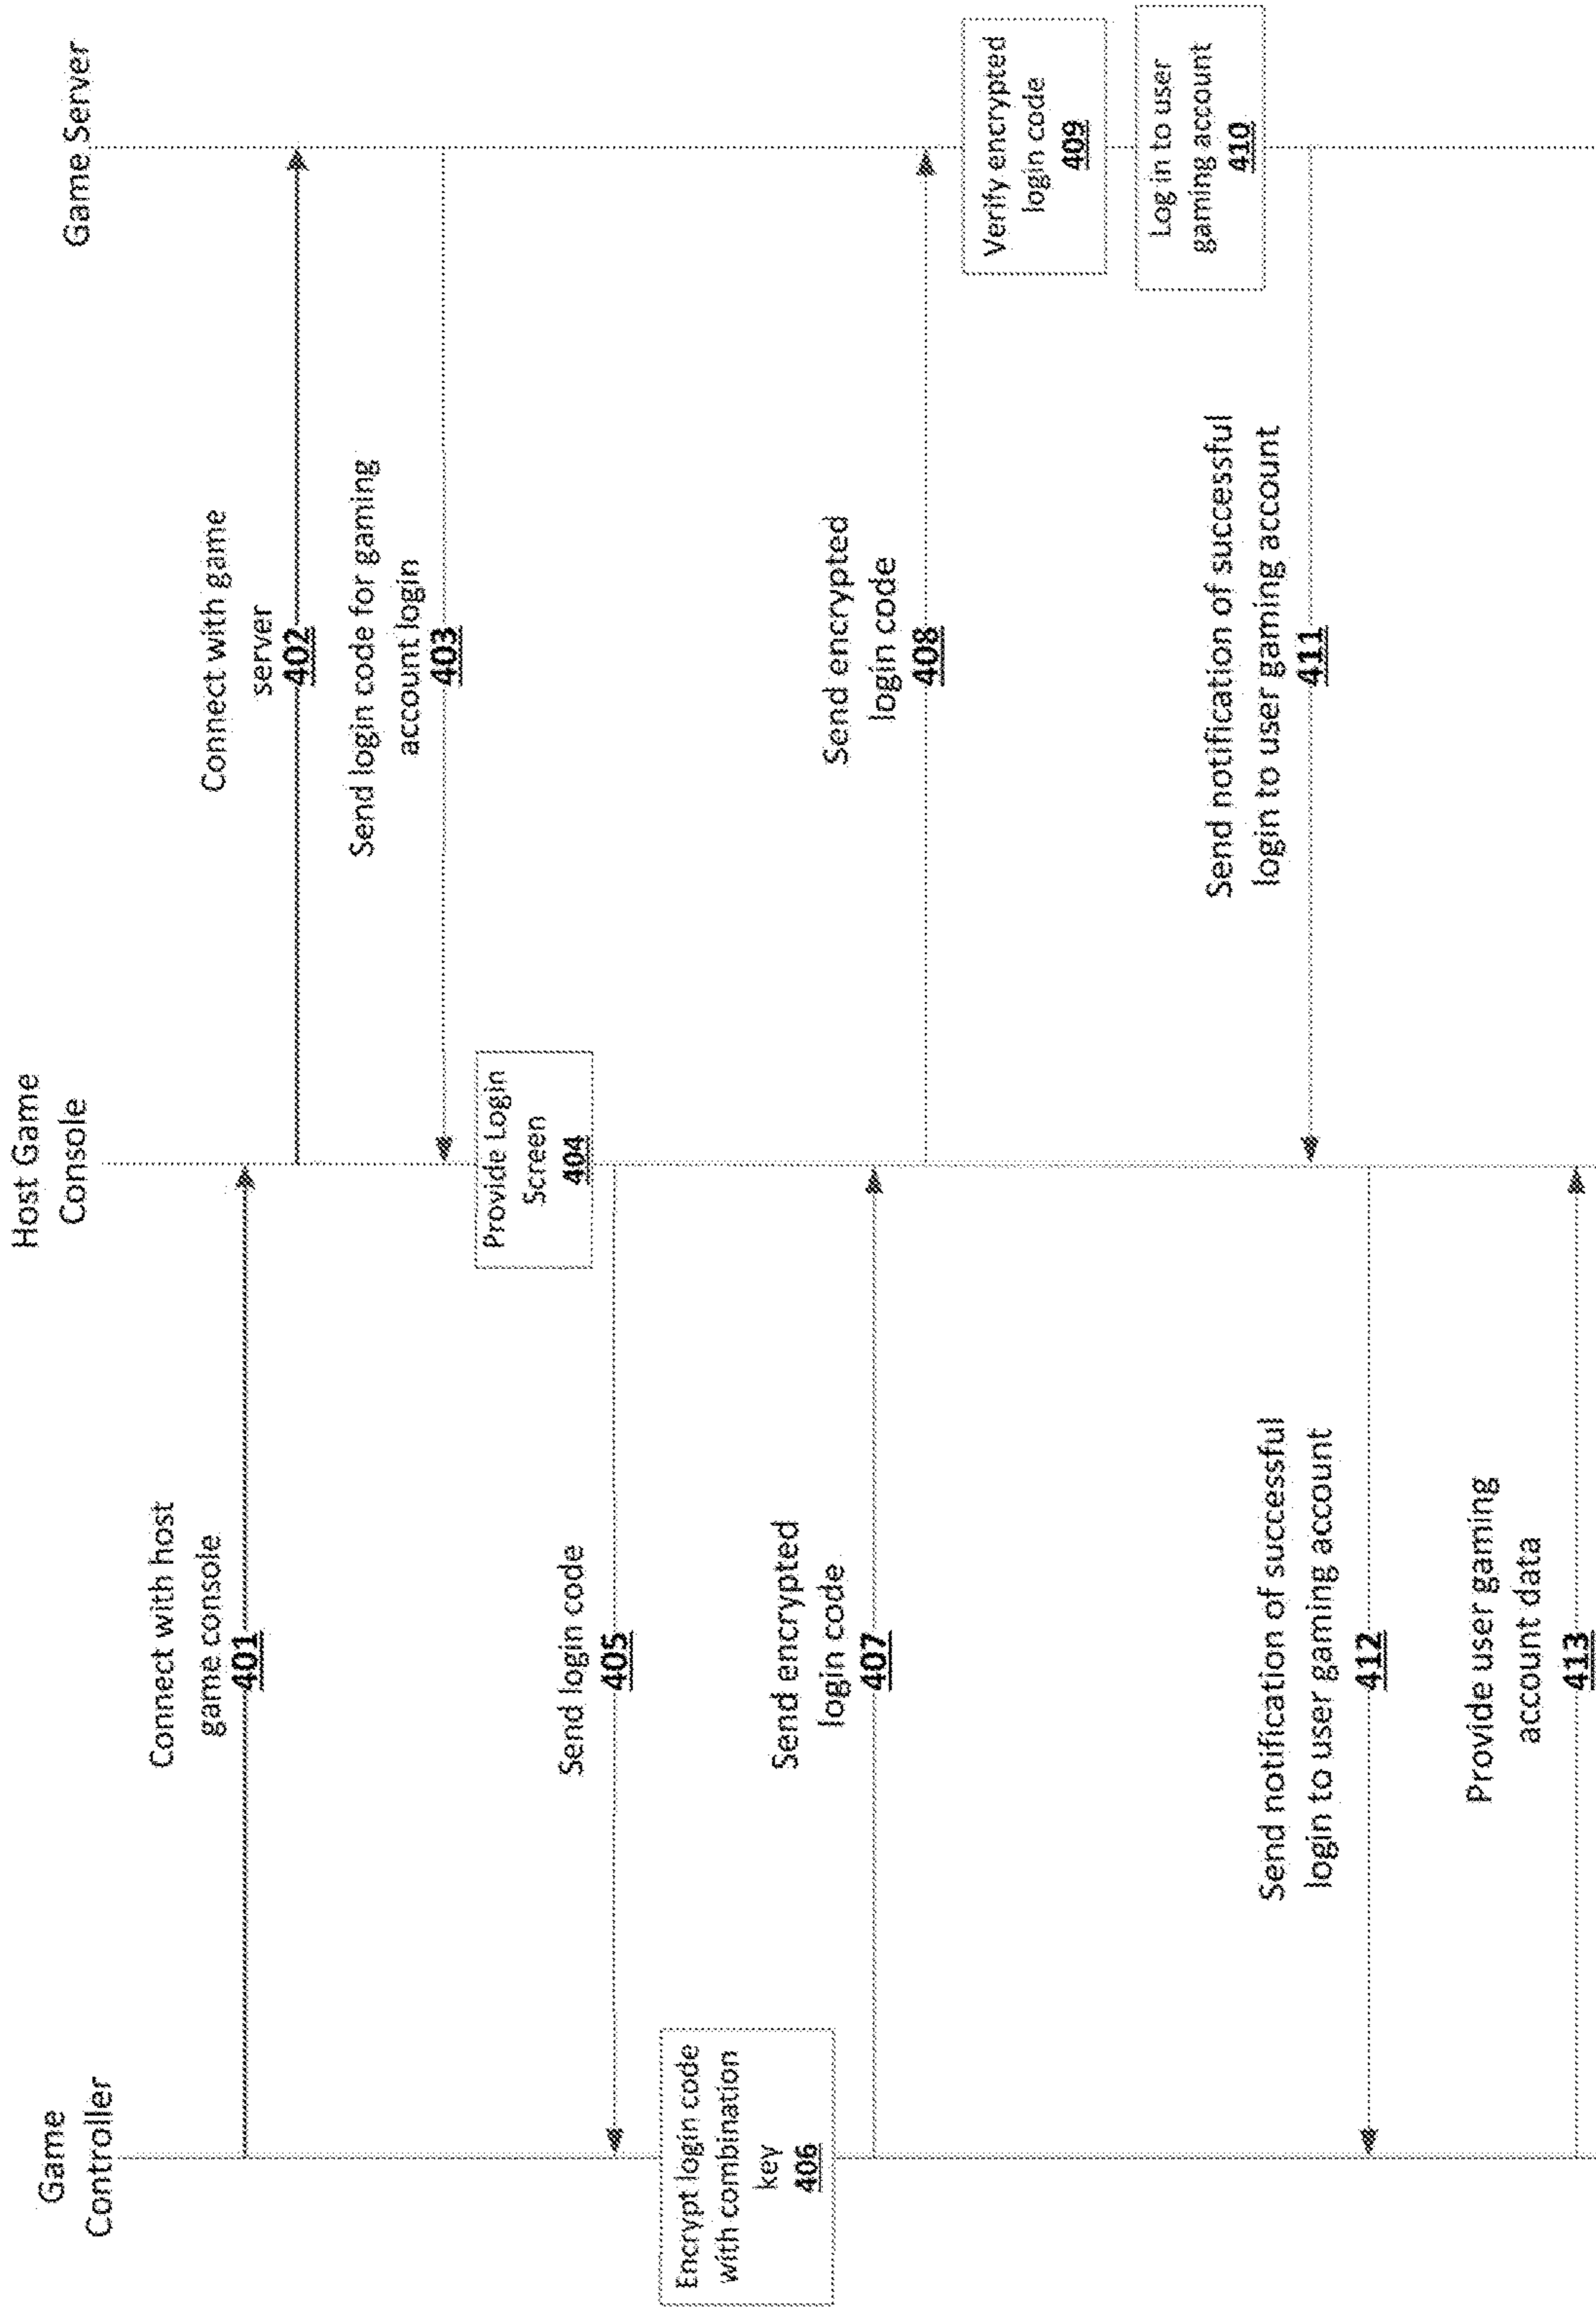 Game
Controller
Host Game
Console
Game Server
Connect with host
game console
401
Connect with game
server
402
Send login code for gaming
account login
403
Provide Login
Screen
404
Send login code
405
Encrypt login code
with combination
key
406
Send encrypted
login code
407
Send encrypted
login code
408
Verify encrypted
login code
409
Log in to user
gaming account
410
Send notification of successful
login to user gaming account
411
Send notification of successful
login to user gaming account
412
Provide user gaming
account data
413